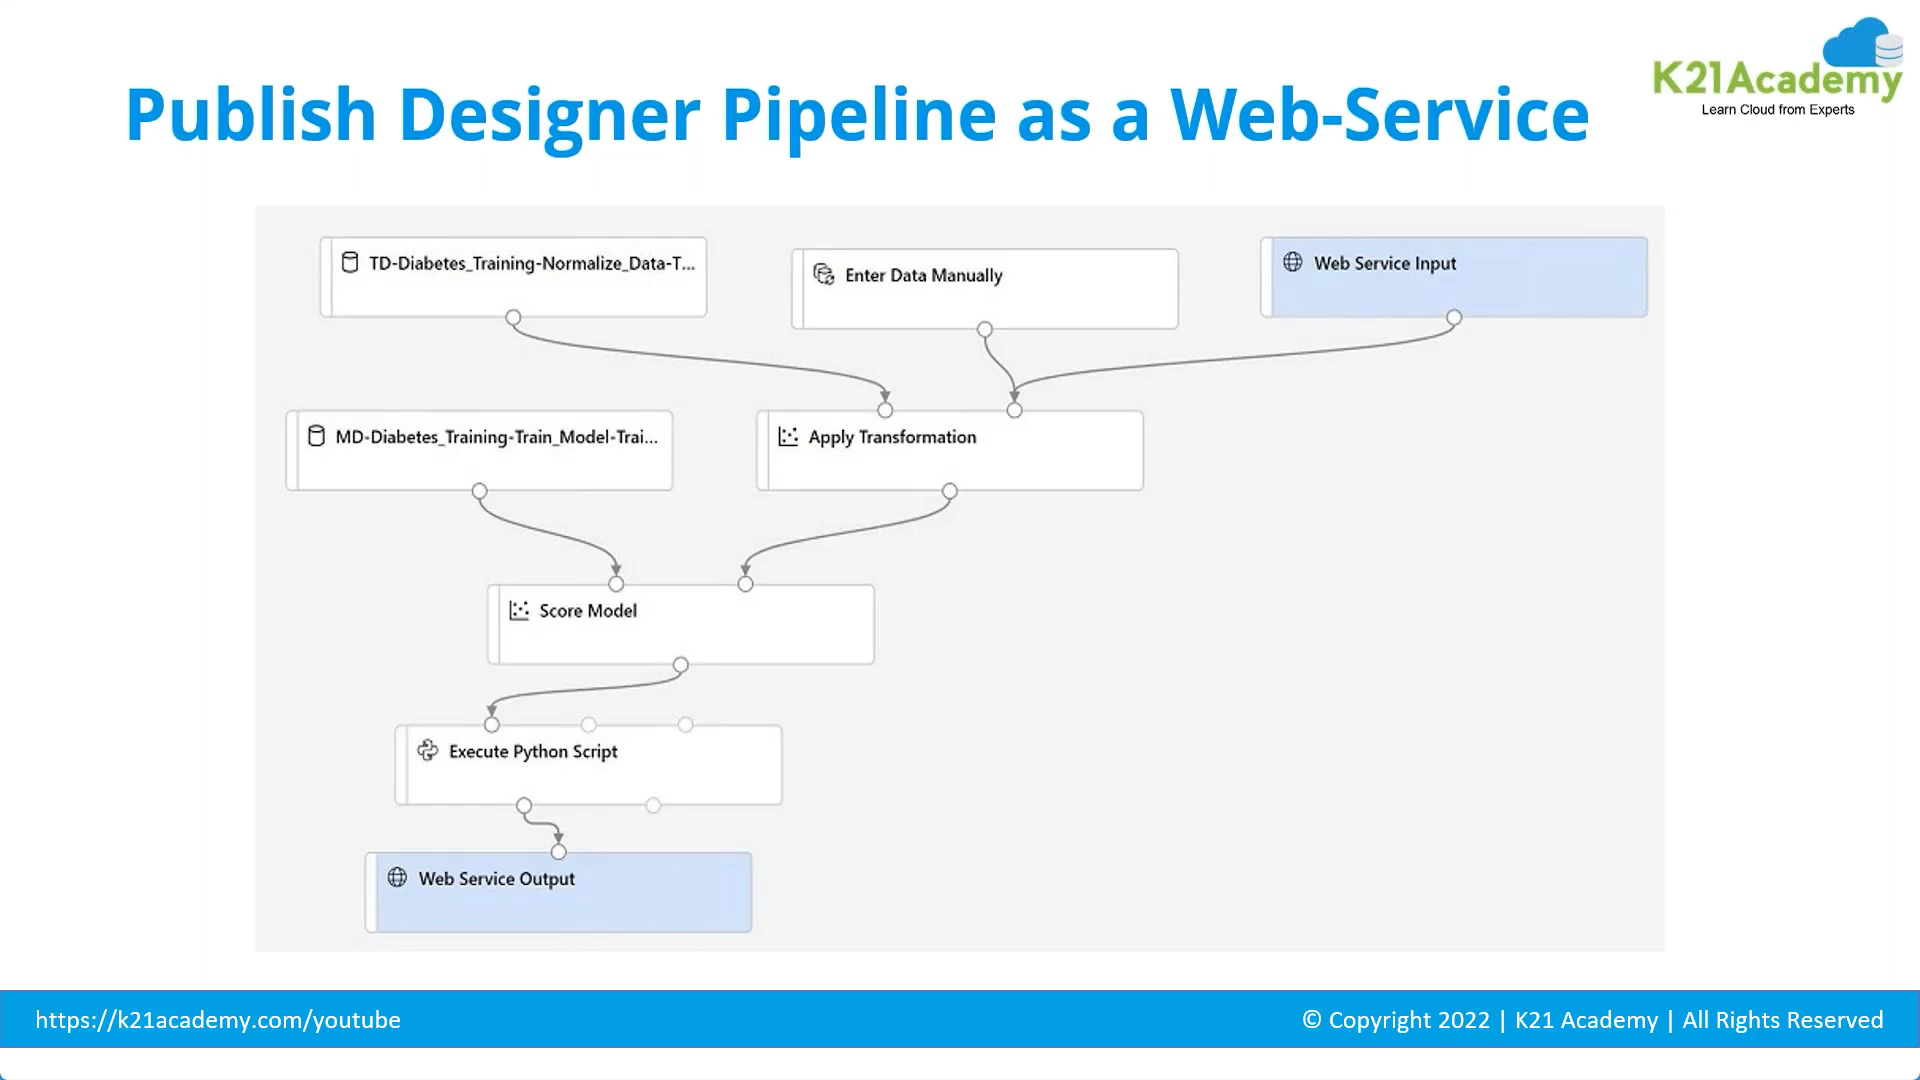 K21Academy
Learn Cloud from Experts
Publish Designer Pipeline as a Web-Service
TD-Diabetes_Training-Normalize_Data-T...
Enter Data Manually
Web Service Input
MD-Diabetes_Training-Train_Model-Trai...
Apply Transformation
Score Model
Execute Python Script
Web Service Output
https://k21academy.com/youtube
© Copyright 2022 | K21 Academy | All Rights Reserved